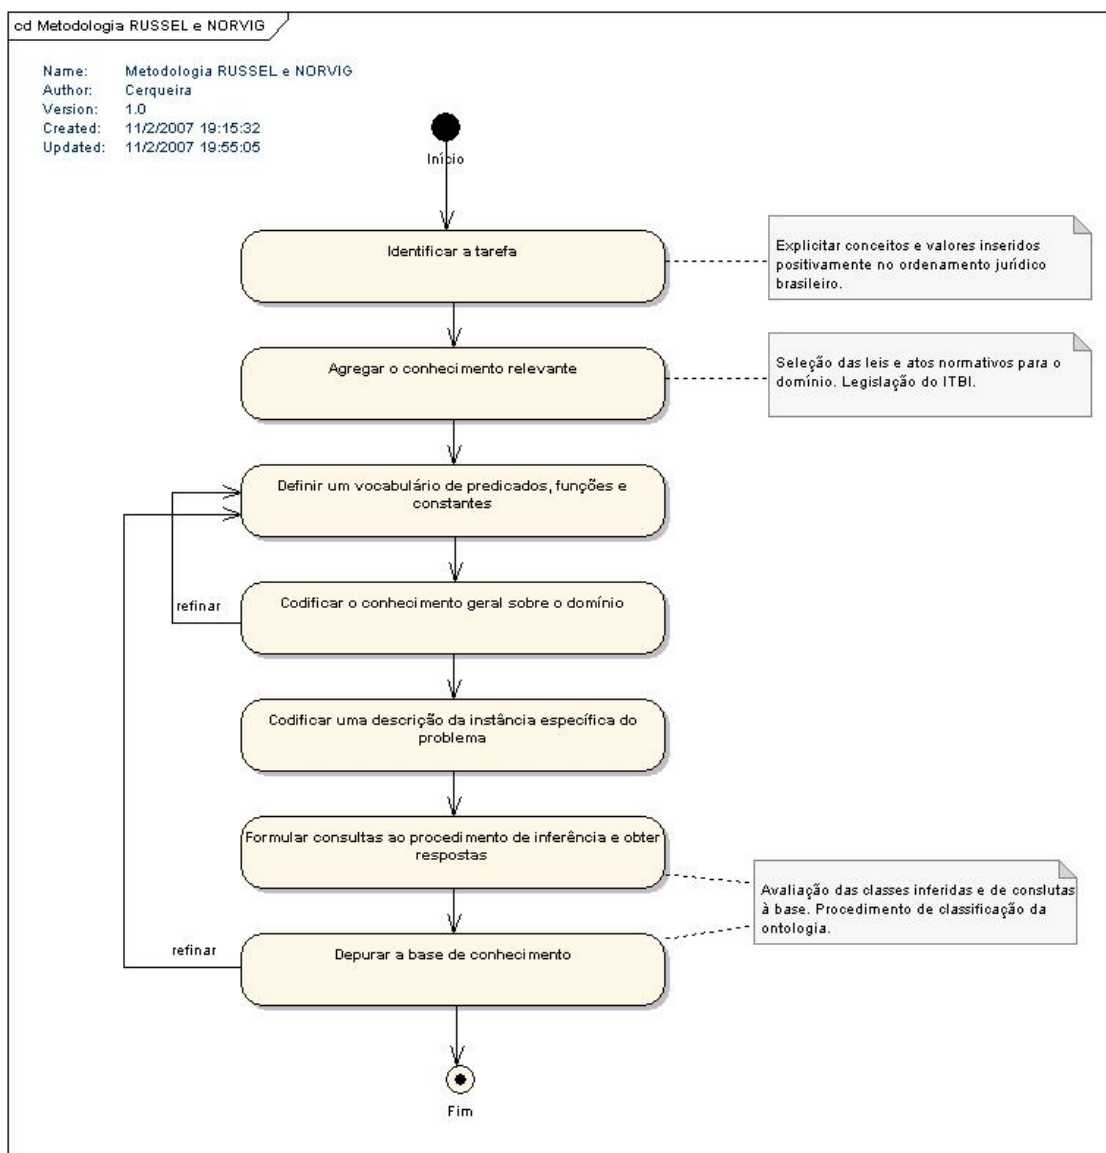 cd Metodologia RUSSEL e NORVIG
Name: Metodologia RUSSEL e NORVIG
Author: Cerqueira
Version: 1.0
Created: 11/2/2007 19:15:32
Updated: 11/2/2007 19:55:05
Início
Identificar a tarefa
Explicitar conceitos e valores inseridos
positivamente no ordenamento jurídico
brasileiro.
Agregar o conhecimento relevante
Seleção das leis e atos normativos para o
domínio. Legislação do ITBI.
Definir um vocabulário de predicados, funções e
constantes
refinar
Codificar o conhecimento geral sobre o domínio
Codificar uma descrição da instância específica do
problema
Formular consultas ao procedimento de inferência e obter
respostas
Avaliação das classes inferidas e de conslutas
à base. Procedimento de classificação da
ontologia.
refinar
Depurar a base de conhecimento
Fim